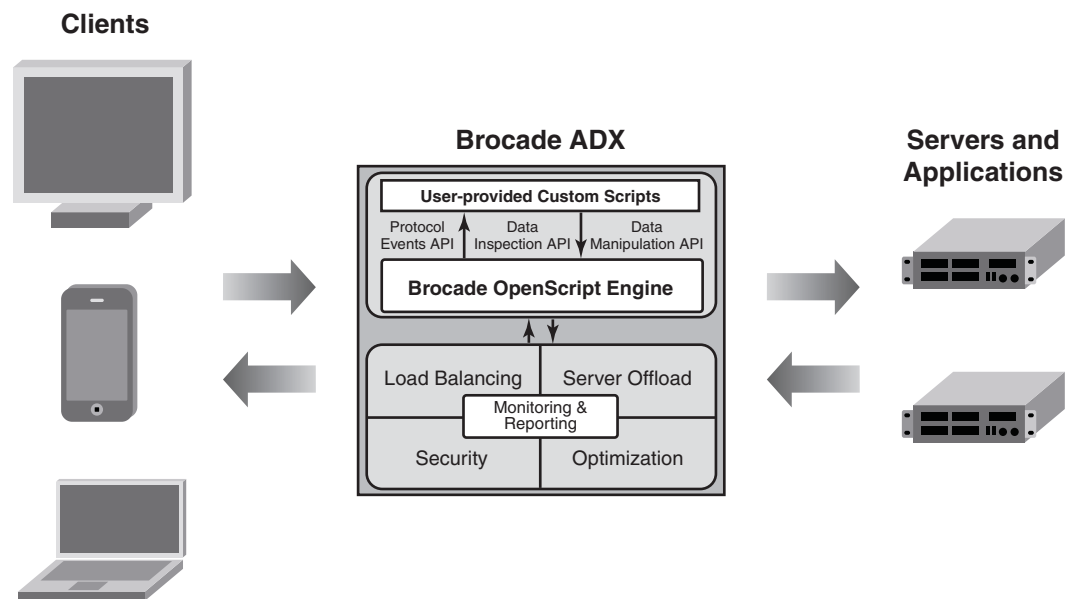 Clients
Brocade ADX
Servers and
Applications
User-provided Custom Scripts
Protocol
Events API
Data
Inspection API
Data
Manipulation API
Brocade OpenScript Engine
Load Balancing
Server Offload
Monitoring &
Reporting
Security
Optimization